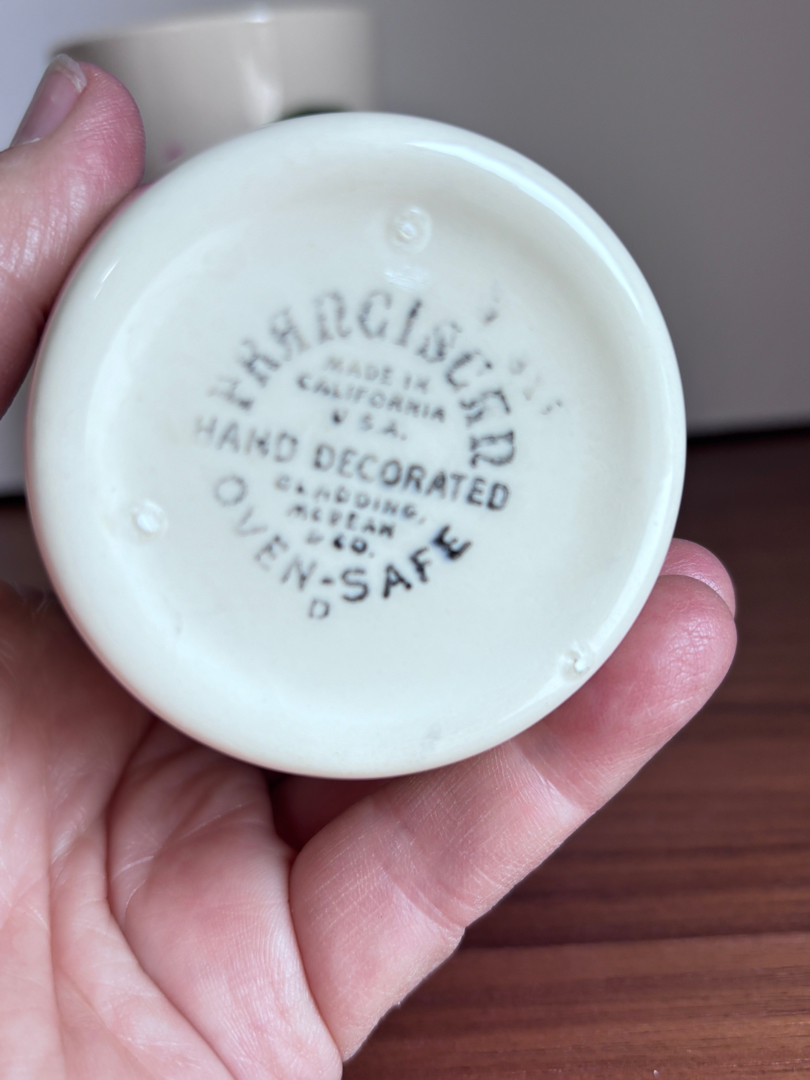 FRANCISCAN
MADE IN
CALIFORNIA
U.S.A.
HAND DECORATED
GLADDING,
McBEAN
& CO.
OVEN-SAFE
D